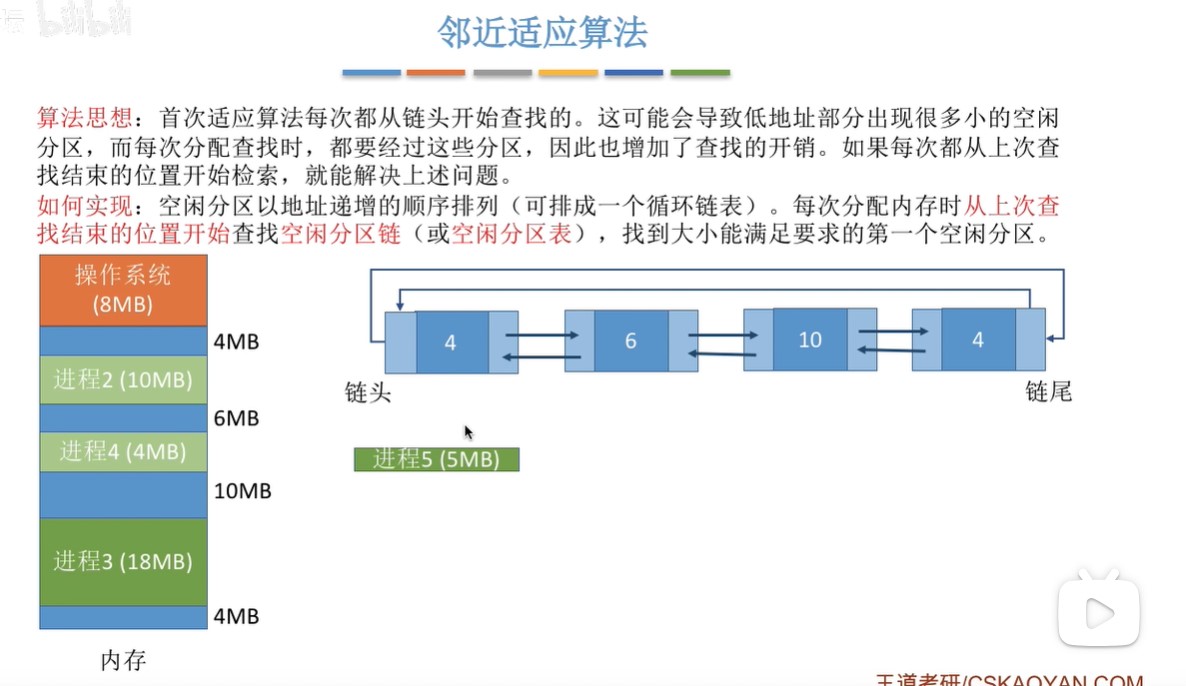 坛 bilibili
邻近适应算法
算法思想：首次适应算法每次都从链头开始查找的。这可能会导致低地址部分出现很多小的空闲
分区，而每次分配查找时，都要经过这些分区，因此也增加了查找的开销。如果每次都从上次查
找结束的位置开始检索，就能解决上述问题。
如何实现：空闲分区以地址递增的顺序排列（可排成一个循环链表）。每次分配内存时从上次查
找结束的位置开始查找空闲分区链（或空闲分区表），找到大小能满足要求的第一个空闲分区。
操作系统
(8MB)
4MB
进程2 (10MB)
6MB
进程4 (4MB)
10MB
进程3 (18MB)
4MB
内存
4
6
10
4
链头
链尾
进程5 (5MB)
王道考研/CSKAOYAN.COM